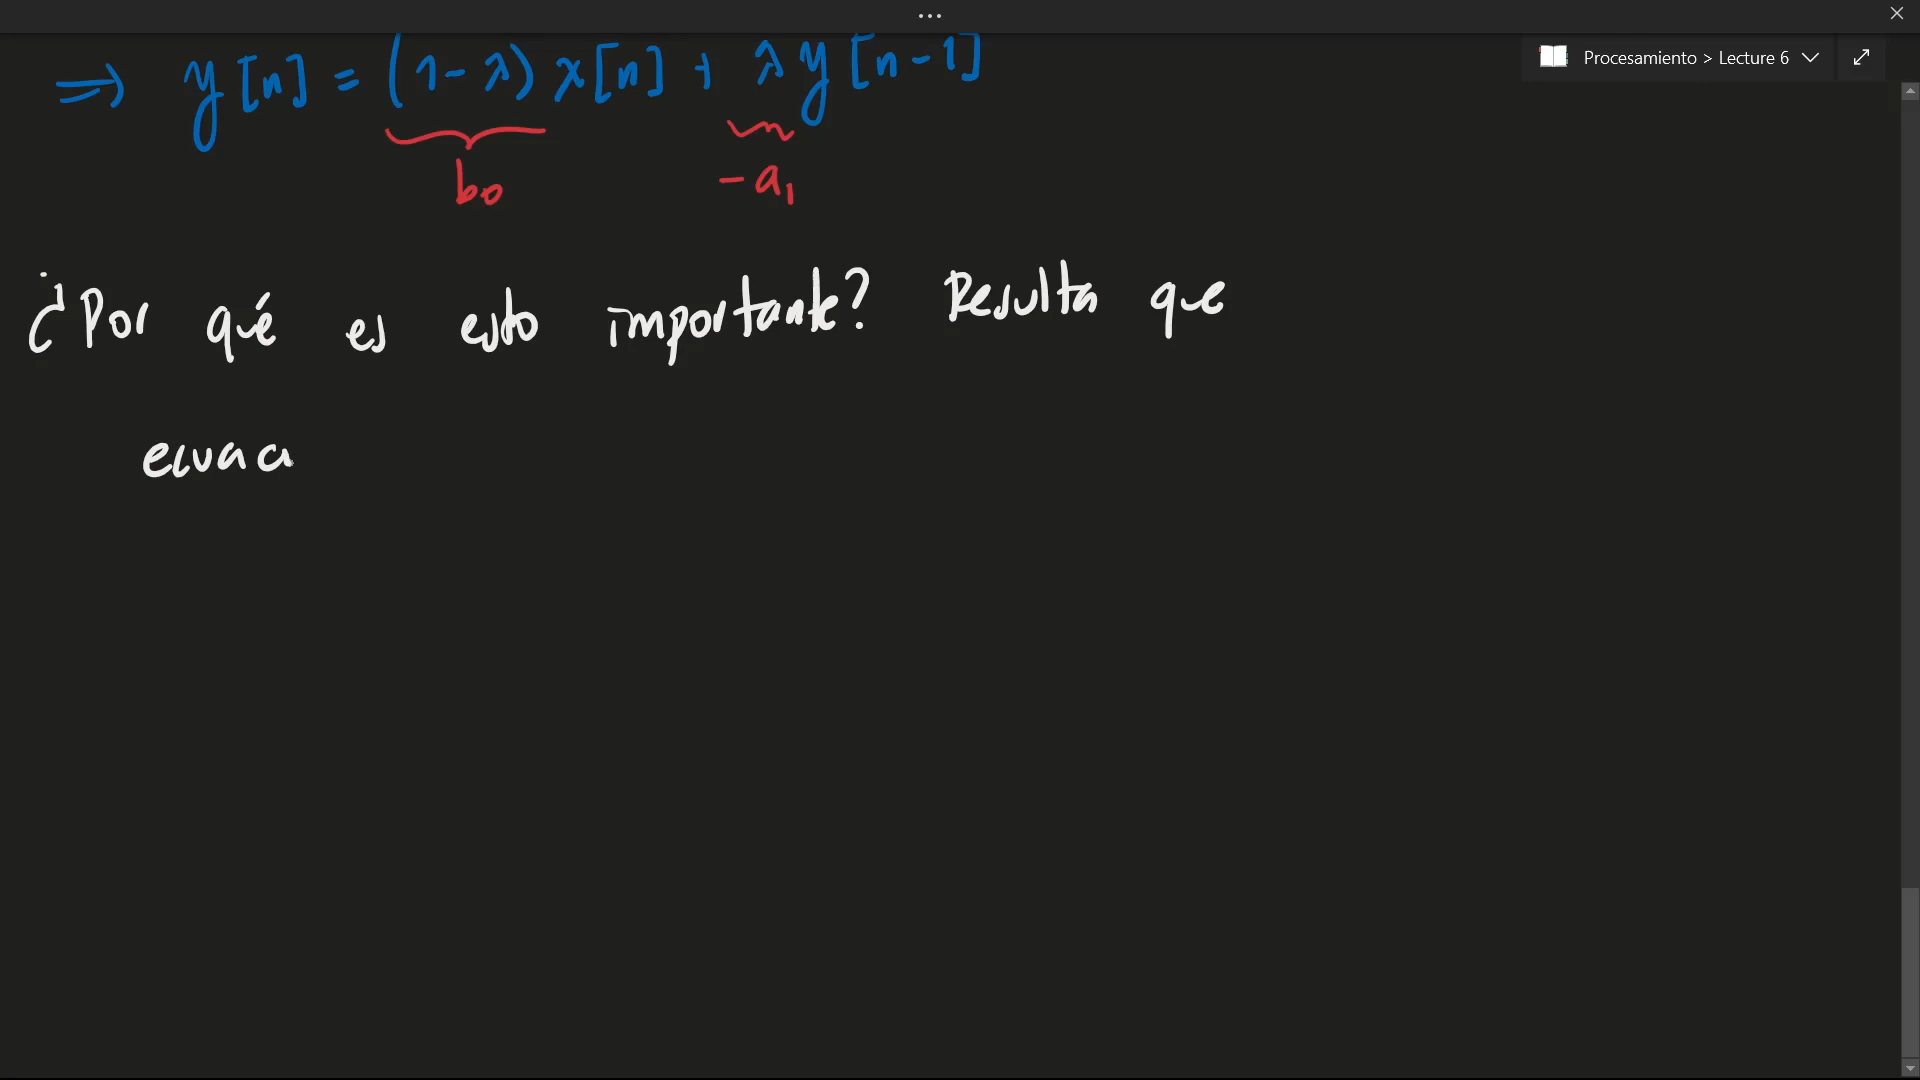 Procesamiento > Lecture 6
⇒ y[n] = (1-λ) x[n] + λ y[n-1]
b₀ -a₁
¿Por qué es esto importante? Resulta que
ecuac